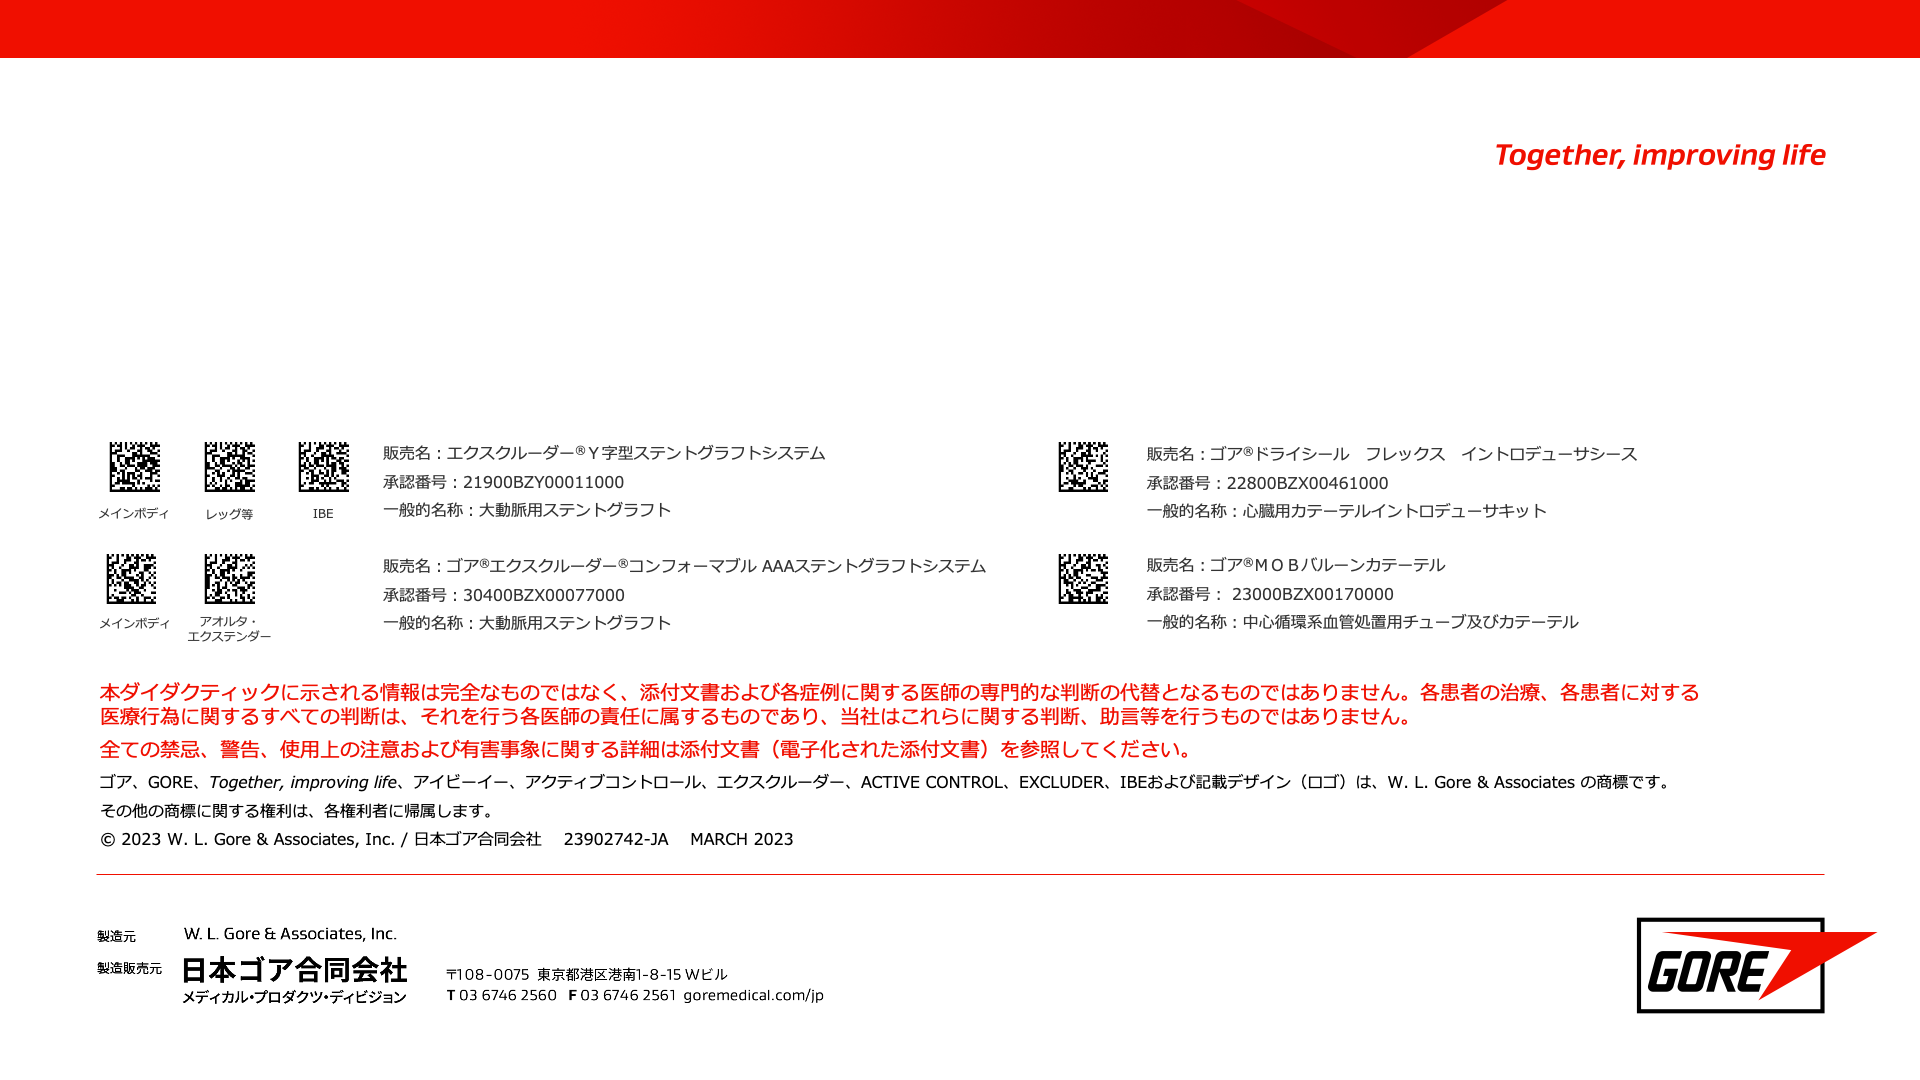 Together, improving life
メインボディ
レッグ等
IBE
販売名：エクスクルーダー®Ｙ字型ステントグラフトシステム
承認番号：21900BZY00011000
一般的名称：大動脈用ステントグラフト
販売名：ゴア®ドライシール　フレックス　イントロデューサシース
承認番号：22800BZX00461000
一般的名称：心臓用カテーテルイントロデューサキット
メインボディ
アオルタ・
エクステンダー
販売名：ゴア®エクスクルーダー®コンフォーマブル AAAステントグラフトシステム
承認番号：30400BZX00077000
一般的名称：大動脈用ステントグラフト
販売名：ゴア®ＭＯＢバルーンカテーテル
承認番号： 23000BZX00170000
一般的名称：中心循環系血管処置用チューブ及びカテーテル
本ダイダクティックに示される情報は完全なものではなく、添付文書および各症例に関する医師の専門的な判断の代替となるものではありません。各患者の治療、各患者に対する
医療行為に関するすべての判断は、それを行う各医師の責任に属するものであり、当社はこれらに関する判断、助言等を行うものではありません。
全ての禁忌、警告、使用上の注意および有害事象に関する詳細は添付文書（電子化された添付文書）を参照してください。
ゴア、GORE、Together, improving life、アイビーイー、アクティブコントロール、エクスクルーダー、ACTIVE CONTROL、EXCLUDER、IBEおよび記載デザイン（ロゴ）は、W. L. Gore & Associates の商標です。
その他の商標に関する権利は、各権利者に帰属します。
© 2023 W. L. Gore & Associates, Inc. / 日本ゴア合同会社　23902742-JA　MARCH 2023
製造元　W. L. Gore & Associates, Inc.
製造販売元　日本ゴア合同会社
メディカル・プロダクツ・ディビジョン
〒108-0075 東京都港区港南1-8-15 Wビル
T 03 6746 2560 F 03 6746 2561 goremedical.com/jp
GORE